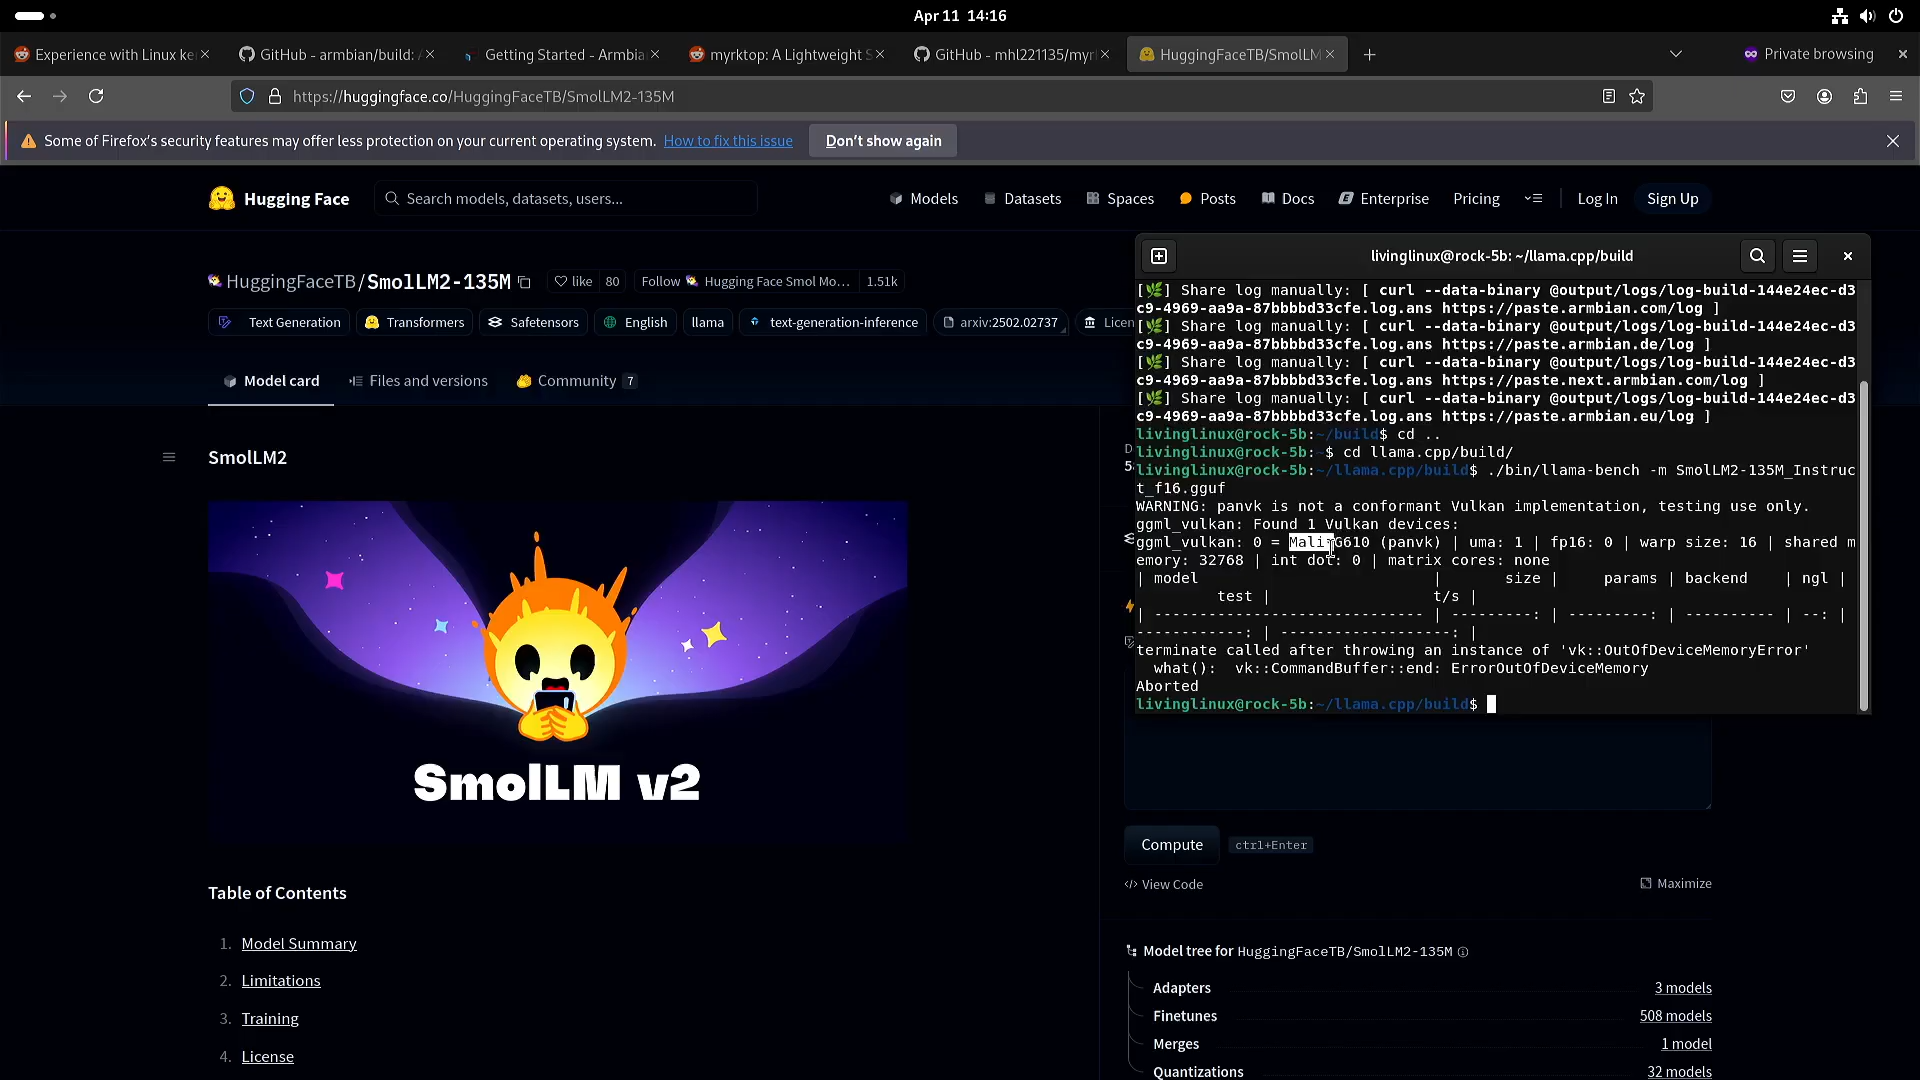 Apr 11 14:16
Experience with Linux ke
GitHub - armbian/build:
Getting Started - Armbia
myrktop: A Lightweight S
GitHub - mhl221135/myr
HuggingFaceTB/SmolLM
Private browsing
https://huggingface.co/HuggingFaceTB/SmolLM2-135M
Some of Firefox's security features may offer less protection on your current operating system. How to fix this issue
Don't show again
Hugging Face
Search models, datasets, users...
Models
Datasets
Spaces
Posts
Docs
Enterprise
Pricing
Log In
Sign Up
HuggingFaceTB/SmolLM2-135M
like 80
Follow Hugging Face Smol Mo... 1.51k
Text Generation
Transformers
Safetensors
English
llama
text-generation-inference
arxiv:2502.02737
Licen
Model card
Files and versions
Community 7
SmolLM2
SmolLM v2
Table of Contents
1. Model Summary
2. Limitations
3. Training
4. License
livinglinux@rock-5b: ~/llama.cpp/build
[🌿] Share log manually: [ curl --data-binary @output/logs/log-build-144e24ec-d3
c9-4969-aa9a-87bbbbd33cfe.log.ans https://paste.armbian.com/log ]
[🌿] Share log manually: [ curl --data-binary @output/logs/log-build-144e24ec-d3
c9-4969-aa9a-87bbbbd33cfe.log.ans https://paste.armbian.de/log ]
[🌿] Share log manually: [ curl --data-binary @output/logs/log-build-144e24ec-d3
c9-4969-aa9a-87bbbbd33cfe.log.ans https://paste.next.armbian.com/log ]
[🌿] Share log manually: [ curl --data-binary @output/logs/log-build-144e24ec-d3
c9-4969-aa9a-87bbbbd33cfe.log.ans https://paste.armbian.eu/log ]
livinglinux@rock-5b:~/build$ cd ..
livinglinux@rock-5b:~$ cd llama.cpp/build/
livinglinux@rock-5b:~/llama.cpp/build$ ./bin/llama-bench -m SmolLM2-135M_Instruc
t_f16.gguf
WARNING: panvk is not a conformant Vulkan implementation, testing use only.
ggml_vulkan: Found 1 Vulkan devices:
ggml_vulkan: 0 = Mali-G610 (panvk) | uma: 1 | fp16: 0 | warp size: 16 | shared m
emory: 32768 | int dot: 0 | matrix cores: none
| model | size | params | backend | ngl |
test | t/s |
| ------------------------------ | ---------: | ---------: | ---------- | --: |
------------: | -------------------: |
terminate called after throwing an instance of 'vk::OutOfDeviceMemoryError'
what(): vk::CommandBuffer::end: ErrorOutOfDeviceMemory
Aborted
livinglinux@rock-5b:~/llama.cpp/build$
Compute
ctrl+Enter
</> View Code
Maximize
Model tree for HuggingFaceTB/SmolLM2-135M
Adapters 3 models
Finetunes 508 models
Merges 1 model
Quantizations 32 models